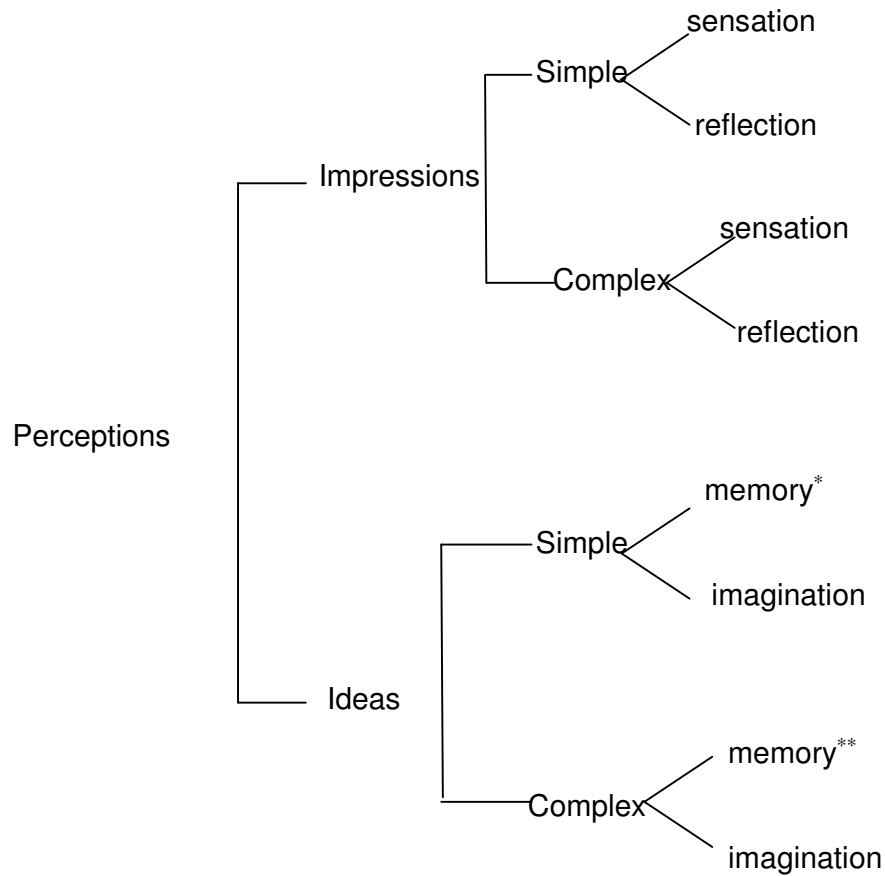 sensation
Simple
reflection
Impressions
sensation
Complex
reflection
Perceptions
memory*
Simple
imagination
Ideas
memory**
Complex
imagination